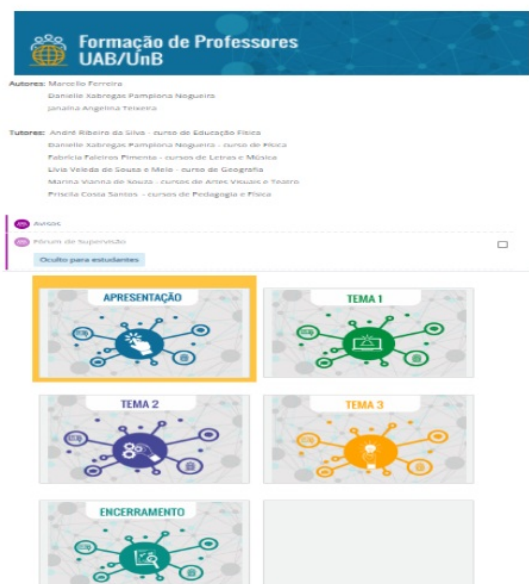 Formação de Professores
UAB/UnB
Autores: Marcello Ferreira
Danielle Xabregas Pamplona Nogueira
Janaína Angelina Teixeira
Tutores: André Ribeiro da Silva - curso de Educação Física
Danielle Xabregas Pamplona Nogueira - curso de Física
Fabrícia Faleiros Pimenta - cursos de Letras e Música
Lívia Veleda de Sousa e Melo - curso de Geografia
Marina Vianna de Souza - cursos de Artes Visuais e Teatro
Priscila Costa Santos - cursos de Pedagogia e Física
Avisos
Fórum de Supervisão
Oculto para estudantes
APRESENTAÇÃO
TEMA 1
TEMA 2
TEMA 3
ENCERRAMENTO